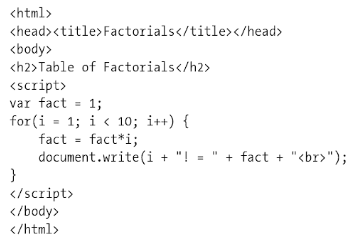 <html>
<head><title>Factorials</title></head>
<body>
<h2>Table of Factorials</h2>
<script>
var fact = 1;
for(i = 1; i < 10; i++) {
    fact = fact*i;
    document.write(i + "! = " + fact + "<br>");
}
</script>
</body>
</html>